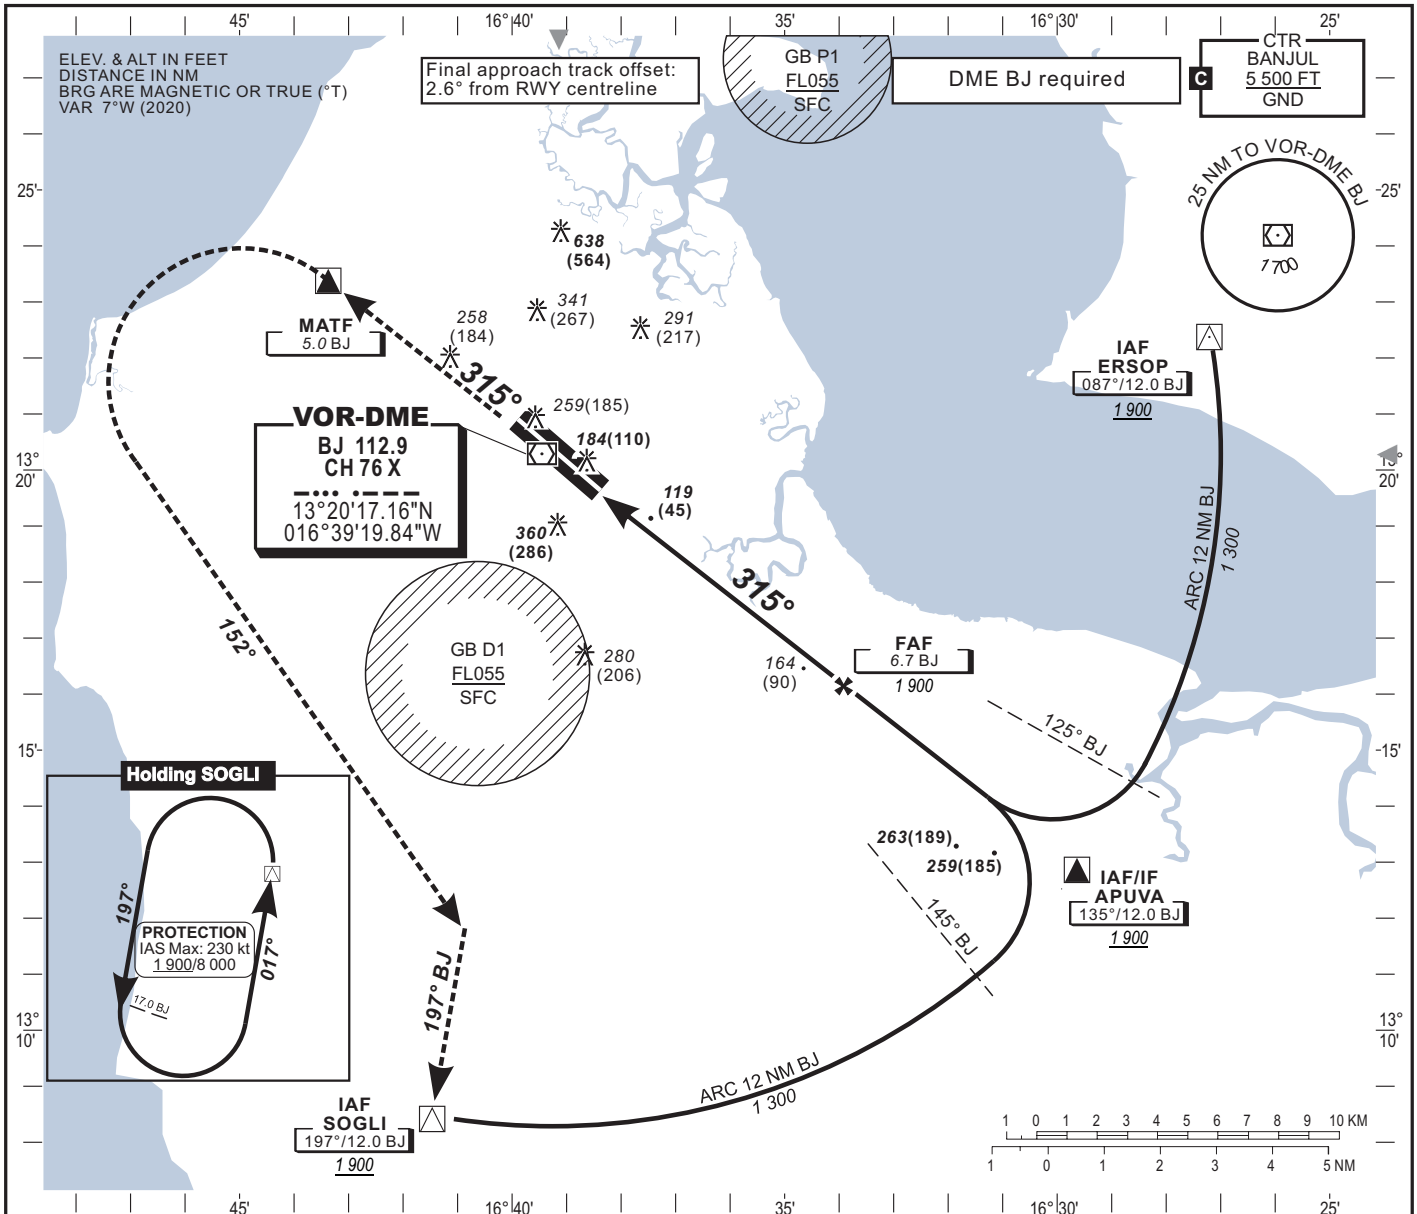 45'
16°40'
35'
16°30'
25'
ELEV. & ALT IN FEET
DISTANCE IN NM
BRG ARE MAGNETIC OR TRUE (°T)
VAR 7°W (2020)
Final approach track offset:
2.6° from RWY centreline
GB P1
FL055
SFC
DME BJ required
C
CTR
BANJUL
5 500 FT
GND
25 NM TO VOR-DME BJ
1700
25'
25'
638
(564)
341
(267)
291
(217)
258
(184)
MATF
5.0 BJ
315°
259(185)
184(110)
IAF
ERSOP
087°/12.0 BJ
1 900
VOR-DME
BJ 112.9
CH 76 X
13°20'17.16"N
016°39'19.84"W
13°
20'
13°
20'
119
(45)
360
(286)
ARC 12 NM BJ
1 300
315°
152°
GB D1
FL055
SFC
280
(206)
164
(90)
FAF
6.7 BJ
1 900
125° BJ
15'
15'
Holding SOGLI
197°
017°
PROTECTION
IAS Max: 230 kt
1 900/8 000
17.0 BJ
263(189)
259(185)
145° BJ
IAF/IF
APUVA
135°/12.0 BJ
1 900
197° BJ
13°
10'
13°
10'
ARC 12 NM BJ
1 300
IAF
SOGLI
197°/12.0 BJ
1 900
1 0 1 2 3 4 5 6 7 8 9 10 KM
1 0 1 2 3 4 5 NM
45'
16°40'
35'
16°30'
25'